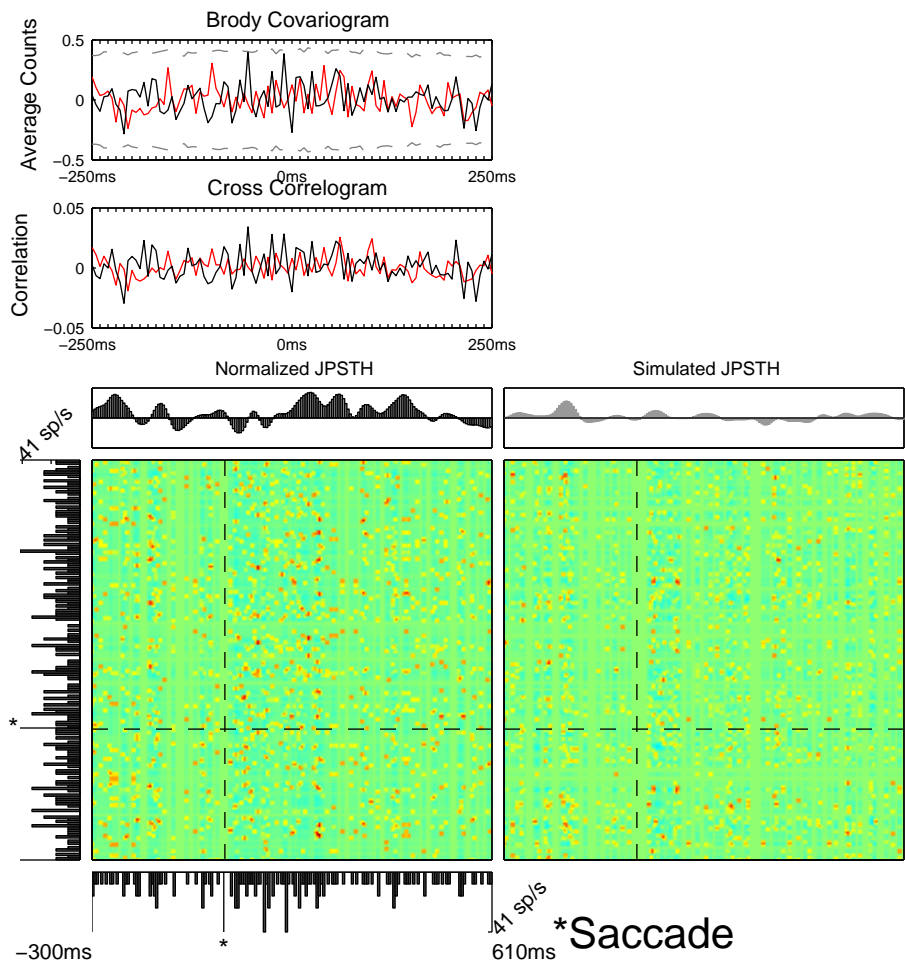 Brody Covariogram
Average Counts
0.5
0
−0.5
−250ms
0ms
250ms
Cross Correlogram
Correlation
0.05
0
−0.05
−250ms
0ms
250ms
Normalized JPSTH
Simulated JPSTH
41 sp/s
*
*
41 sp/s
*Saccade
−300ms
610ms